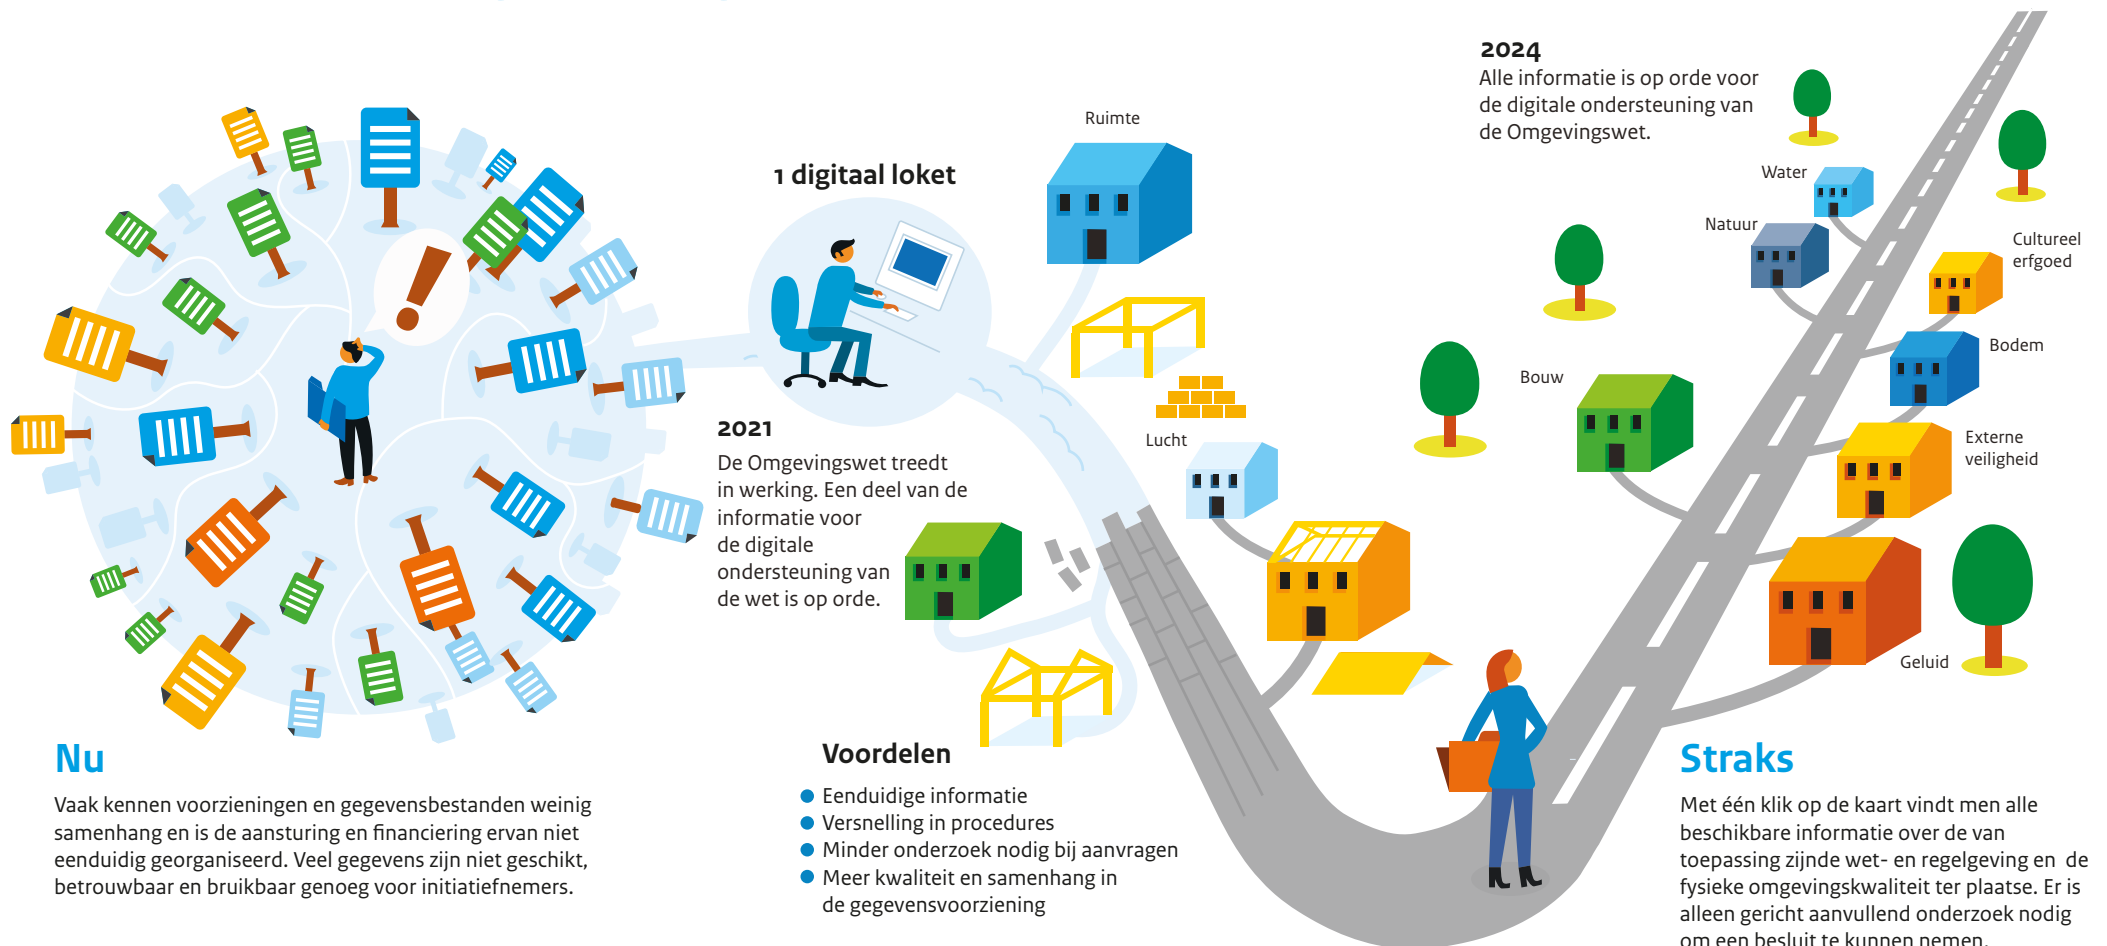 Nu
Vaak kennen voorzieningen en gegevensbestanden weinig
samenhang en is de aansturing en financiering ervan niet
eenduidig georganiseerd. Veel gegevens zijn niet geschikt,
betrouwbaar en bruikbaar genoeg voor initiatiefnemers.
1 digitaal loket
2021
De Omgevingswet treedt
in werking. Een deel van de
informatie voor
de digitale
ondersteuning van
de wet is op orde.
Voordelen
Eenduidige informatie
Versnelling in procedures
Minder onderzoek nodig bij aanvragen
Meer kwaliteit en samenhang in
de gegevensvoorziening
Ruimte
Lucht
2024
Alle informatie is op orde voor
de digitale ondersteuning van
de Omgevingswet.
Water
Natuur
Cultureel
erfgoed
Bodem
Bouw
Externe
veiligheid
Geluid
Straks
Met één klik op de kaart vindt men alle
beschikbare informatie over de van
toepassing zijnde wet- en regelgeving en de
fysieke omgevingskwaliteit ter plaatse. Er is
alleen gericht aanvullend onderzoek nodig
om een besluit te kunnen nemen.